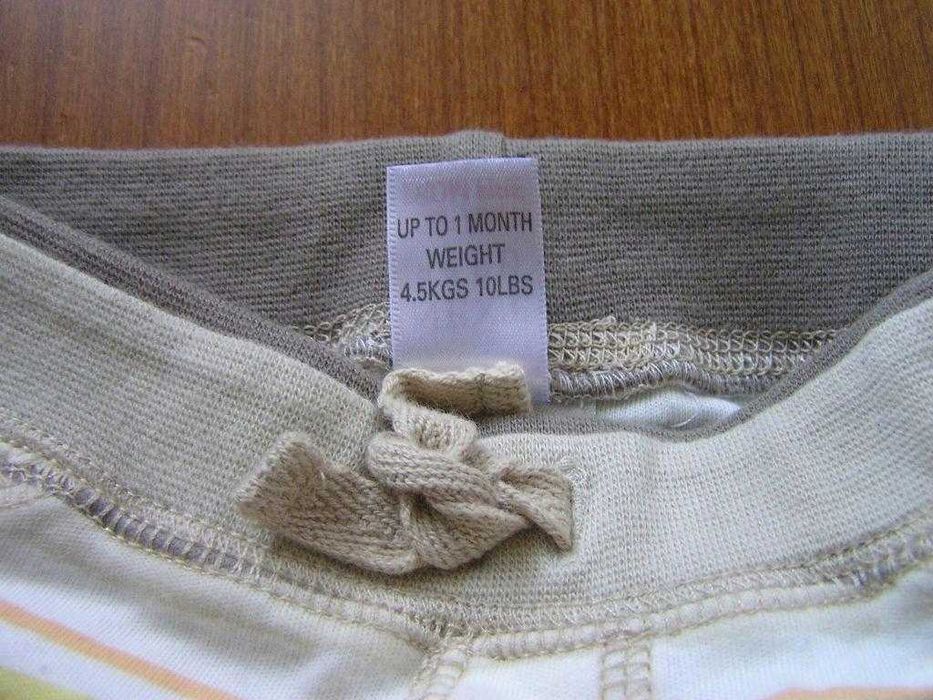 UP TO 1 MONTH
WEIGHT
4.5KGS 10LBS